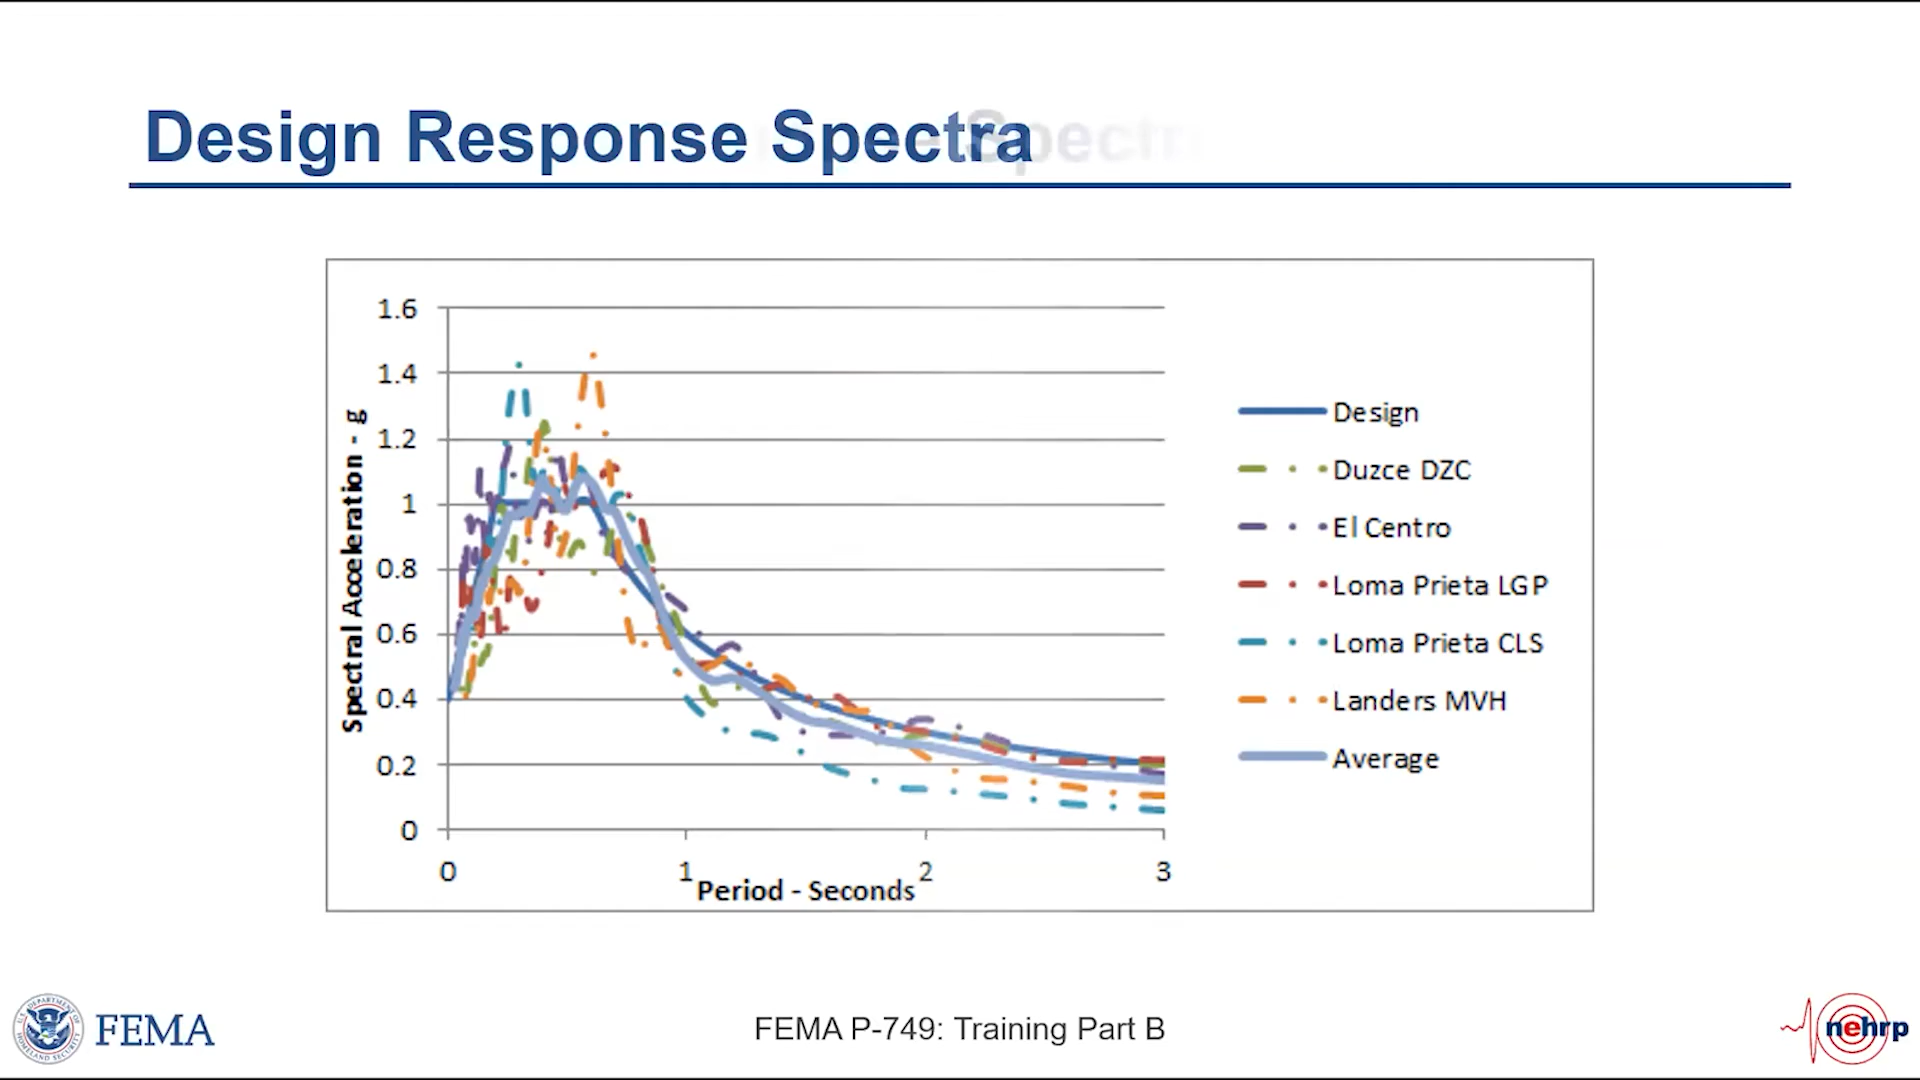 Design Response Spectra
Spectral Acceleration - g
1.6
1.4
1.2
1
0.8
0.6
0.4
0.2
0
0
1
2
3
Period - Seconds
Design
Duzce DZC
El Centro
Loma Prieta LGP
Loma Prieta CLS
Landers MVH
Average
FEMA
FEMA P-749: Training Part B
nehrp